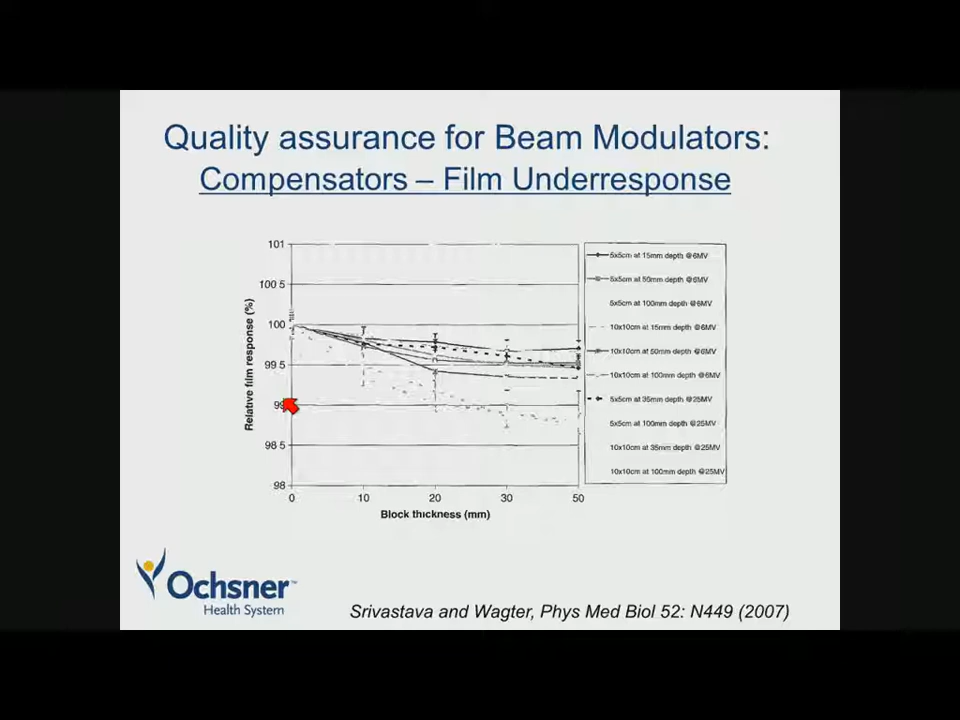 Quality assurance for Beam Modulators:
Compensators – Film Underresponse
101
100 5
100
99 5
99
98 5
98
Relative film response (%)
0
10
20
30
50
Block thickness (mm)
5x5cm at 15mm depth @6MV
5x5cm at 50mm depth @6MV
5x5cm at 100mm depth @6MV
10x10cm at 15mm depth @6MV
10x10cm at 50mm depth @6MV
10x10cm at 100mm depth @6MV
5x5cm at 35mm depth @25MV
5x5cm at 100mm depth @25MV
10x10cm at 35mm depth @25MV
10x10cm at 100mm depth @25MV
Ochsner™
Health System
Srivastava and Wagter, Phys Med Biol 52: N449 (2007)